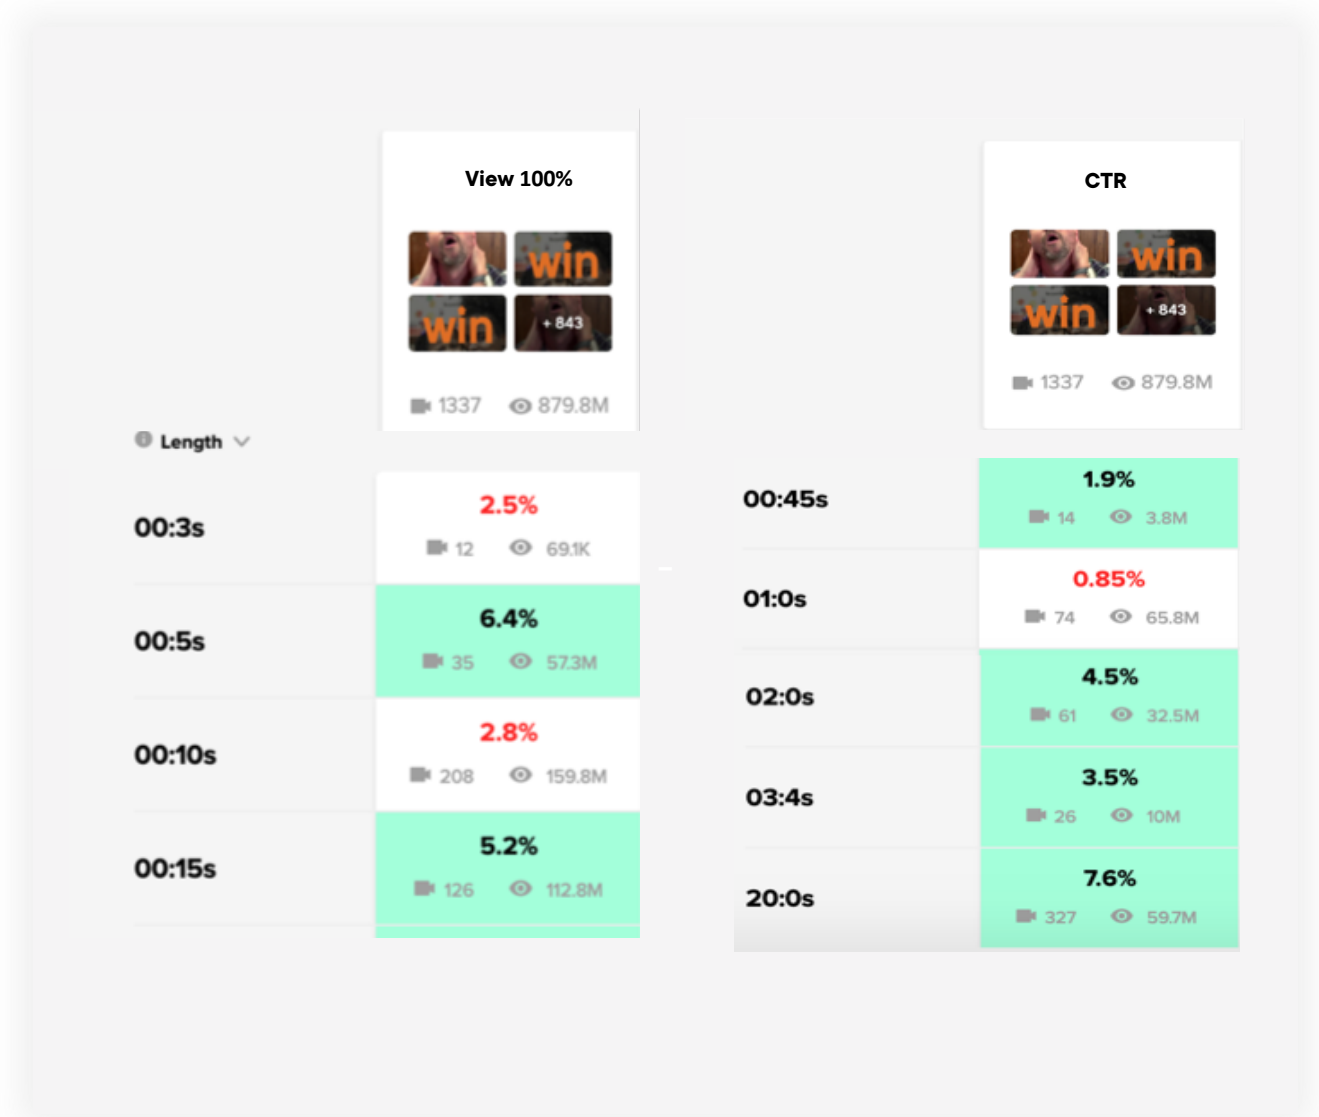 View 100%
win
win
+ 843
1337 879.8M
Length
00:3s
2.5%
12 69.1K
00:5s
6.4%
35 57.3M
00:10s
2.8%
208 159.8M
00:15s
5.2%
126 112.8M
CTR
win
win
+ 843
1337 879.8M
00:45s
1.9%
14 3.8M
01:0s
0.85%
74 65.8M
02:0s
4.5%
61 32.5M
03:4s
3.5%
26 10M
20:0s
7.6%
327 59.7M